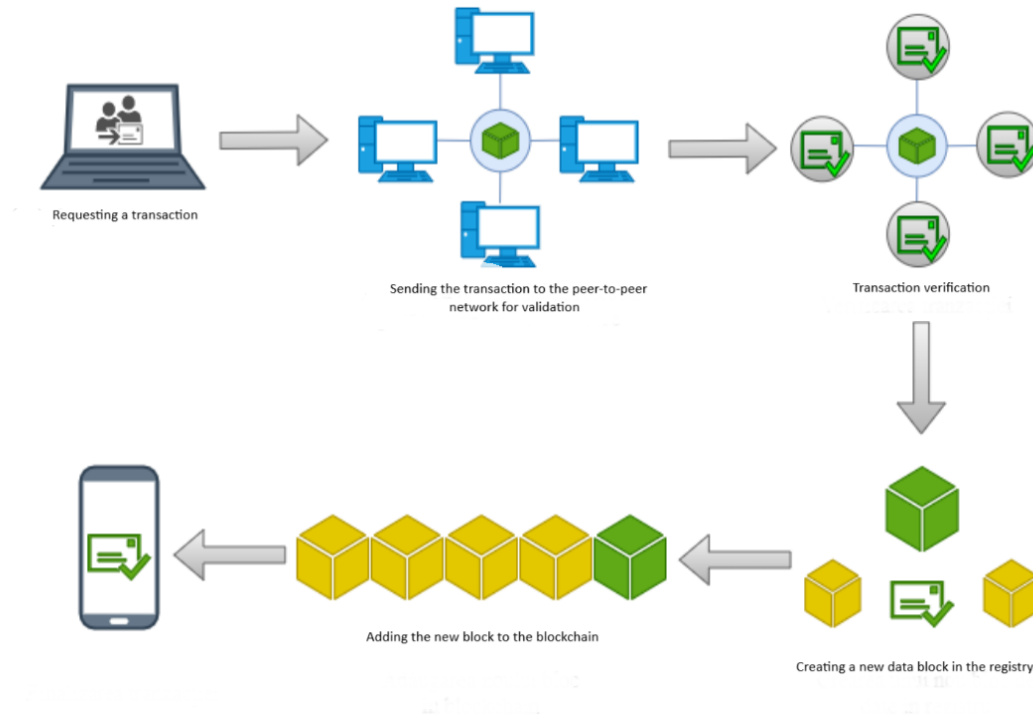 Requesting a transaction
Sending the transaction to the peer-to-peer
network for validation
Transaction verification
Adding the new block to the blockchain
Creating a new data block in the registry